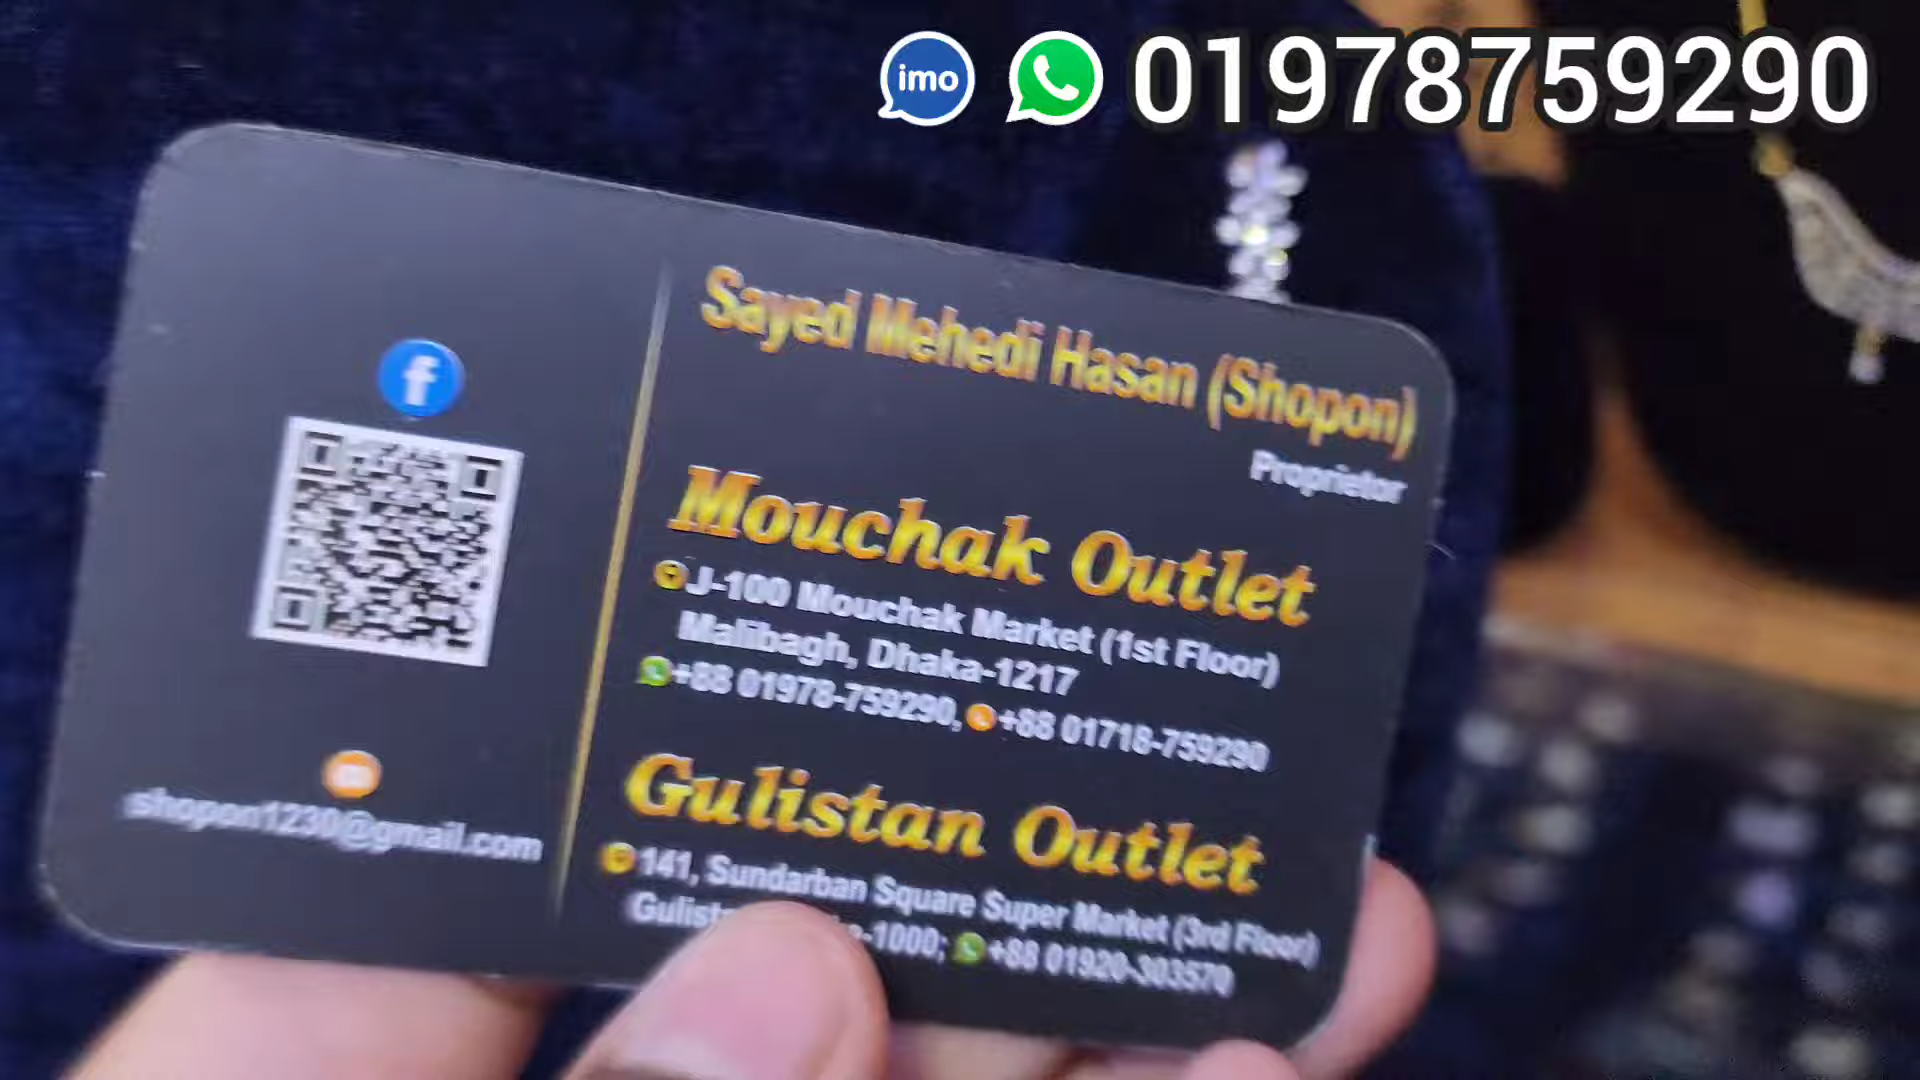 imo 01978759290
Sayed Mehedi Hasan (Shopon)
Proprietor
Mouchak Outlet
J-100 Mouchak Market (1st Floor)
Malibagh, Dhaka-1217
+88 01978-759290, +88 01718-759290
Gulistan Outlet
141, Sundarban Square Super Market (3rd Floor)
-1000; +88 01920-303570
f
shopon1230@gmail.com